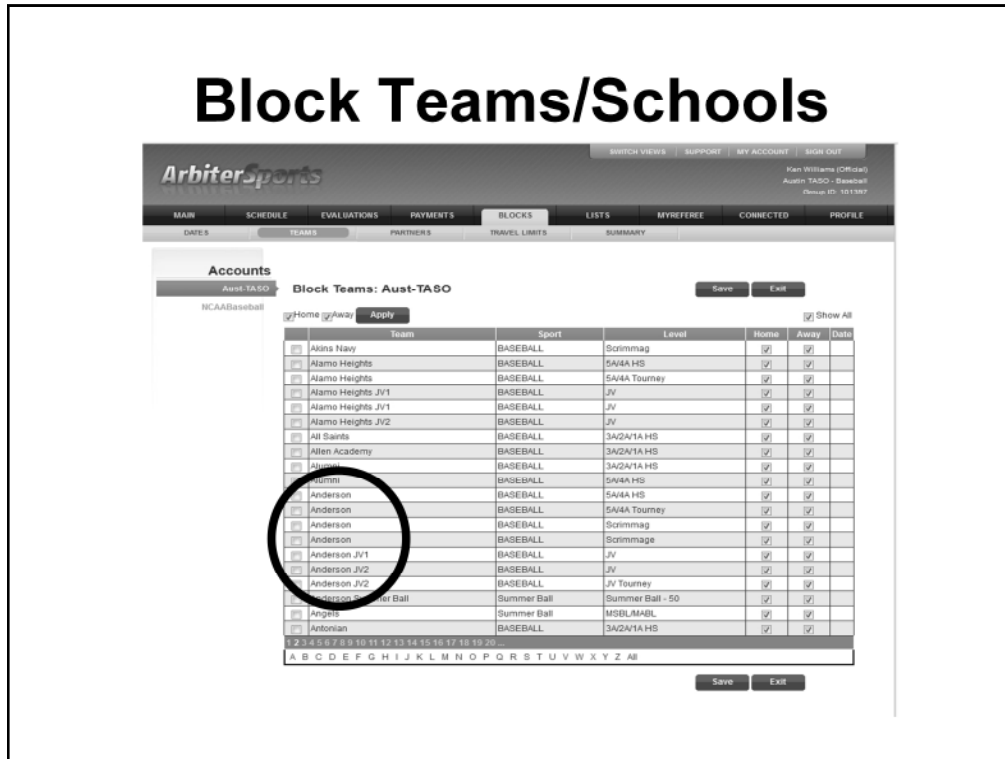 Block Teams/Schools
SWITCH VIEWS | SUPPORT | MY ACCOUNT | SIGN OUT
ArbiterSports
Ken Williams (Official)
Austin TASO - Baseball
Group ID: 101387
MAIN SCHEDULE EVALUATIONS PAYMENTS BLOCKS LISTS MYREFEREE CONNECTED PROFILE
DATES TEAMS PARTNERS TRAVEL LIMITS SUMMARY
Accounts
Aust-TASO
NCAABaseball
Block Teams: Aust-TASO Save Exit
Home Away Apply Show All
Team Sport Level Home Away Date
Akins Navy BASEBALL Scrimmag
Alamo Heights BASEBALL 5A/4A HS
Alamo Heights BASEBALL 5A/4A Tourney
Alamo Heights JV1 BASEBALL JV
Alamo Heights JV1 BASEBALL JV
Alamo Heights JV2 BASEBALL JV
All Saints BASEBALL 3A/2A/1A HS
Allen Academy BASEBALL 3A/2A/1A HS
Alumni BASEBALL 3A/2A/1A HS
Alumni BASEBALL 5A/4A HS
Anderson BASEBALL 5A/4A HS
Anderson BASEBALL 5A/4A Tourney
Anderson BASEBALL Scrimmag
Anderson BASEBALL Scrimmage
Anderson JV1 BASEBALL JV
Anderson JV2 BASEBALL JV
Anderson JV2 BASEBALL JV Tourney
Anderson Summer Ball Summer Ball Summer Ball - 50
Angels Summer Ball MSBL/MABL
Antonian BASEBALL 3A/2A/1A HS
1 2 3 4 5 6 7 8 9 10 11 12 13 14 15 16 17 18 19 20 ...
A B C D E F G H I J K L M N O P Q R S T U V W X Y Z All
Save Exit